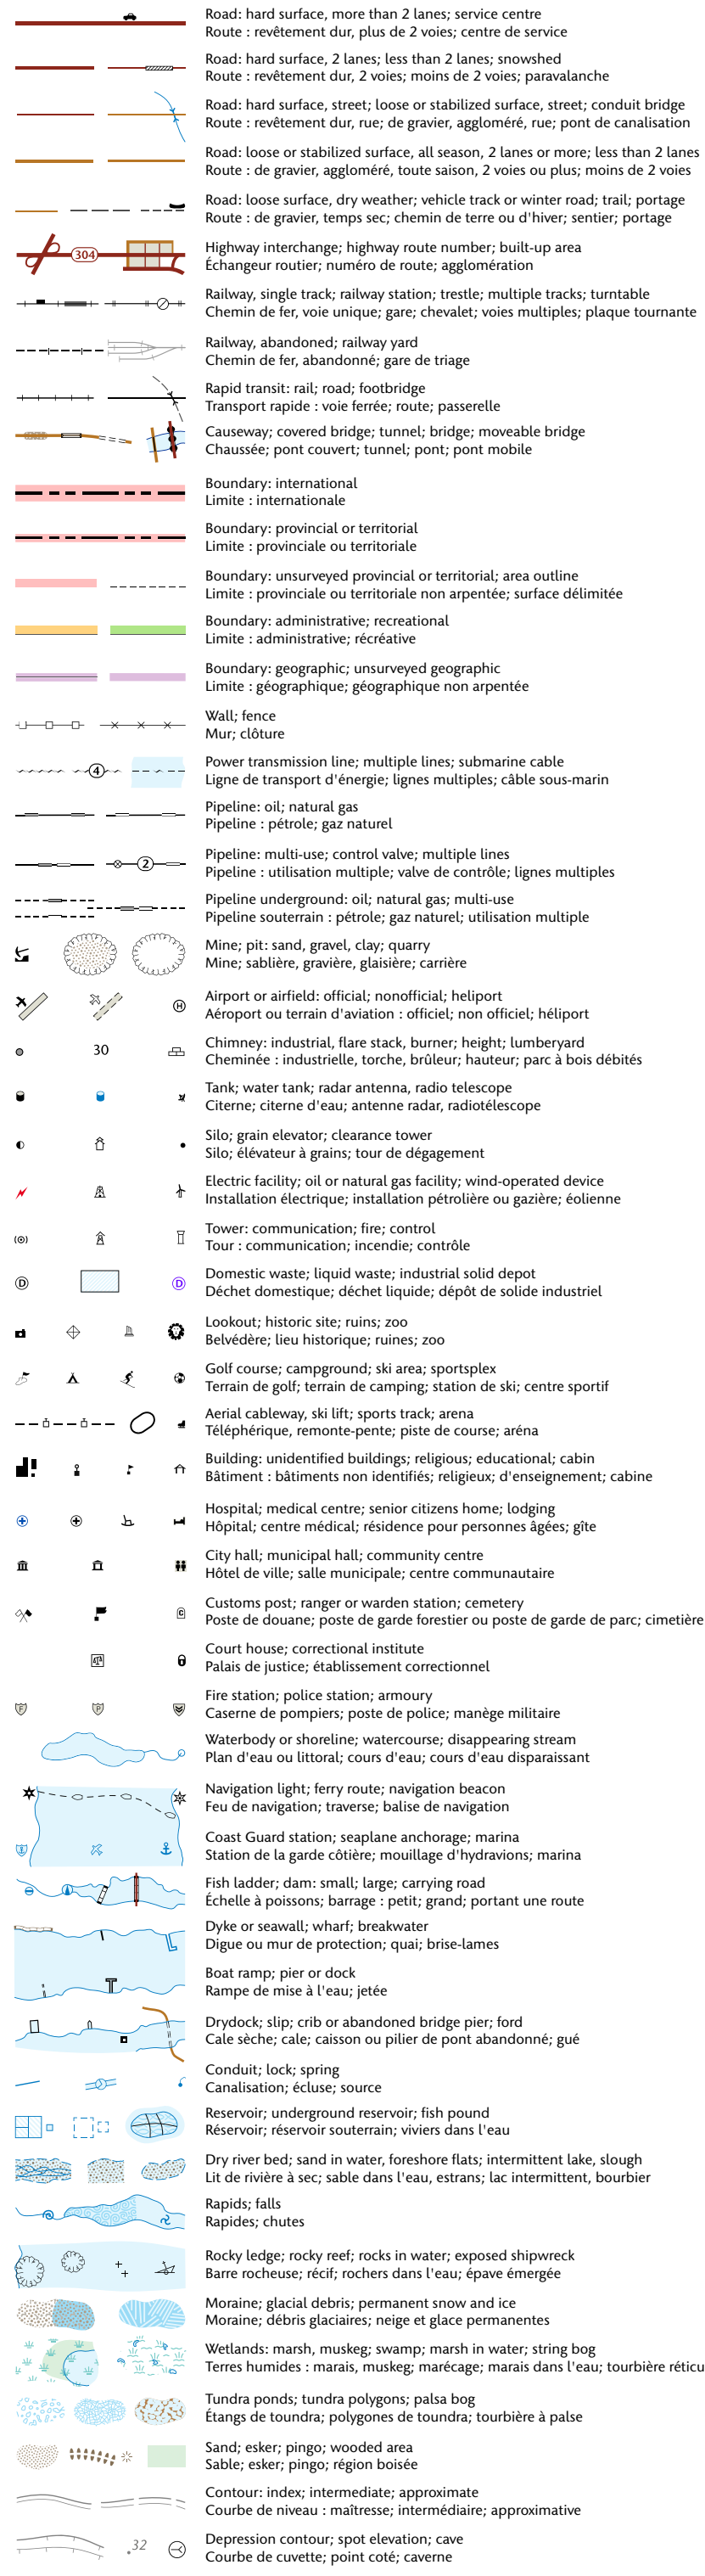 Road: hard surface, more than 2 lanes; service centre
Route : revêtement dur, plus de 2 voies; centre de service
Road: hard surface, 2 lanes; less than 2 lanes; snowshed
Route : revêtement dur, 2 voies; moins de 2 voies; paravalanche
Road: hard surface, street; loose or stabilized surface, street; conduit bridge
Route : revêtement dur, rue; de gravier, aggloméré, rue; pont de canalisation
Road: loose or stabilized surface, all season, 2 lanes or more; less than 2 lanes
Route : de gravier, aggloméré, toute saison, 2 voies ou plus; moins de 2 voies
Road: loose surface, dry weather; vehicle track or winter road; trail; portage
Route : de gravier, temps sec; chemin de terre ou d'hiver; sentier; portage
304
Highway interchange; highway route number; built-up area
Échangeur routier; numéro de route; agglomération
Railway, single track; railway station; trestle; multiple tracks; turntable
Chemin de fer, voie unique; gare; chevalet; voies multiples; plaque tournante
Railway, abandoned; railway yard
Chemin de fer, abandonné; gare de triage
Rapid transit: rail; road; footbridge
Transport rapide : voie ferrée; route; passerelle
Causeway; covered bridge; tunnel; bridge; moveable bridge
Chaussée; pont couvert; tunnel; pont; pont mobile
Boundary: international
Limite : internationale
Boundary: provincial or territorial
Limite : provinciale ou territoriale
Boundary: unsurveyed provincial or territorial; area outline
Limite : provinciale ou territoriale non arpentée; surface délimitée
Boundary: administrative; recreational
Limite : administrative; récréative
Boundary: geographic; unsurveyed geographic
Limite : géographique; géographique non arpentée
Wall; fence
Mur; clôture
4
Power transmission line; multiple lines; submarine cable
Ligne de transport d'énergie; lignes multiples; câble sous-marin
Pipeline: oil; natural gas
Pipeline : pétrole; gaz naturel
2
Pipeline: multi-use; control valve; multiple lines
Pipeline : utilisation multiple; valve de contrôle; lignes multiples
Pipeline underground: oil; natural gas; multi-use
Pipeline souterrain : pétrole; gaz naturel; utilisation multiple
Mine; pit: sand, gravel, clay; quarry
Mine; sablière, gravière, glaisière; carrière
H
Airport or airfield: official; nonofficial; heliport
Aéroport ou terrain d'aviation : officiel; non officiel; héliport
30
Chimney: industrial, flare stack, burner; height; lumberyard
Cheminée : industrielle, torche, brûleur; hauteur; parc à bois débités
Tank; water tank; radar antenna, radio telescope
Citerne; citerne d'eau; antenne radar, radiotélescope
Silo; grain elevator; clearance tower
Silo; élévateur à grains; tour de dégagement
Electric facility; oil or natural gas facility; wind-operated device
Installation électrique; installation pétrolière ou gazière; éolienne
Tower: communication; fire; control
Tour : communication; incendie; contrôle
D D
Domestic waste; liquid waste; industrial solid depot
Déchet domestique; déchet liquide; dépôt de solide industriel
Lookout; historic site; ruins; zoo
Belvédère; lieu historique; ruines; zoo
Golf course; campground; ski area; sportsplex
Terrain de golf; terrain de camping; station de ski; centre sportif
Aerial cableway, ski lift; sports track; arena
Téléphérique, remonte-pente; piste de course; aréna
Building: unidentified buildings; religious; educational; cabin
Bâtiment : bâtiments non identifiés; religieux; d'enseignement; cabine
Hospital; medical centre; senior citizens home; lodging
Hôpital; centre médical; résidence pour personnes âgées; gîte
City hall; municipal hall; community centre
Hôtel de ville; salle municipale; centre communautaire
C
Customs post; ranger or warden station; cemetery
Poste de douane; poste de garde forestier ou poste de garde de parc; cimetière
Court house; correctional institute
Palais de justice; établissement correctionnel
F P
Fire station; police station; armoury
Caserne de pompiers; poste de police; manège militaire
Waterbody or shoreline; watercourse; disappearing stream
Plan d'eau ou littoral; cours d'eau; cours d'eau disparaissant
Navigation light; ferry route; navigation beacon
Feu de navigation; traverse; balise de navigation
Coast Guard station; seaplane anchorage; marina
Station de la garde côtière; mouillage d'hydravions; marina
Fish ladder; dam: small; large; carrying road
Échelle à poissons; barrage : petit; grand; portant une route
Dyke or seawall; wharf; breakwater
Digue ou mur de protection; quai; brise-lames
Boat ramp; pier or dock
Rampe de mise à l'eau; jetée
Drydock; slip; crib or abandoned bridge pier; ford
Cale sèche; cale; caisson ou pilier de pont abandonné; gué
Conduit; lock; spring
Canalisation; écluse; source
Reservoir; underground reservoir; fish pound
Réservoir; réservoir souterrain; viviers dans l'eau
Dry river bed; sand in water, foreshore flats; intermittent lake, slough
Lit de rivière à sec; sable dans l'eau, estrans; lac intermittent, bourbier
Rapids; falls
Rapides; chutes
Rocky ledge; rocky reef; rocks in water; exposed shipwreck
Barre rocheuse; récif; rochers dans l'eau; épave émergée
Moraine; glacial debris; permanent snow and ice
Moraine; débris glaciaires; neige et glace permanentes
Wetlands: marsh, muskeg; swamp; marsh in water; string bog
Terres humides : marais, muskeg; marécage; marais dans l'eau; tourbière réticu
Tundra ponds; tundra polygons; palsa bog
Étangs de toundra; polygones de toundra; tourbière à palse
Sand; esker; pingo; wooded area
Sable; esker; pingo; région boisée
Contour: index; intermediate; approximate
Courbe de niveau : maîtresse; intermédiaire; approximative
.32
Depression contour; spot elevation; cave
Courbe de cuvette; point coté; caverne